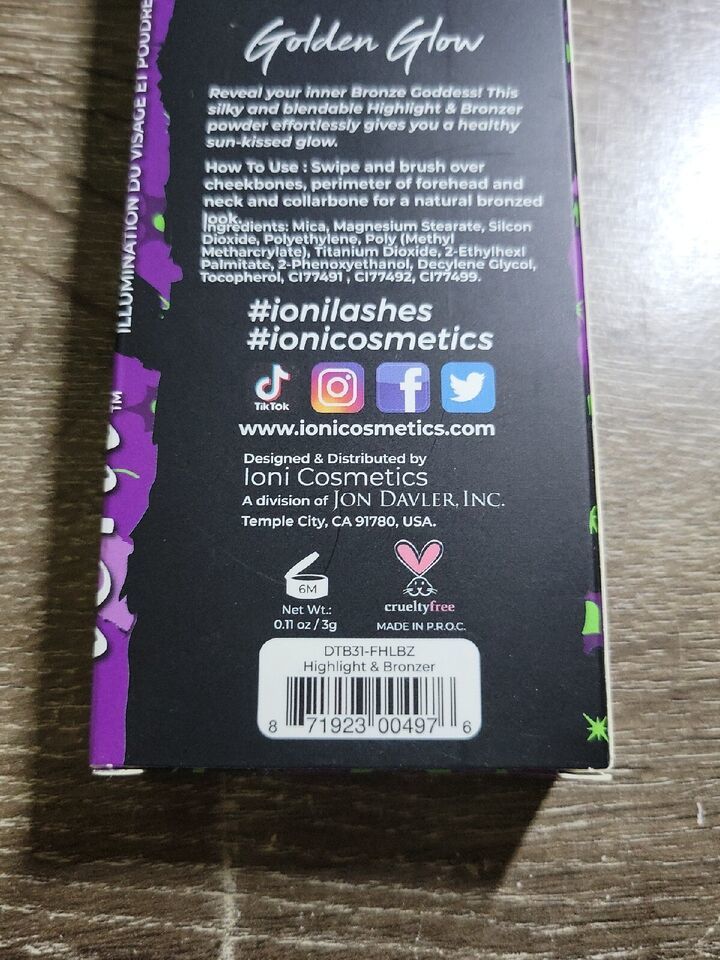 Golden Glow
Reveal your inner Bronze Goddess! This
silky and blendable Highlight & Bronzer
powder effortlessly gives you a healthy
sun-kissed glow.
How To Use : Swipe and brush over
cheekbones, perimeter of forehead and
neck and collarbone for a natural bronzed
look.
Ingredients: Mica, Magnesium Stearate, Silcon
Dioxide, Polyethylene, Poly (Methyl
Metharcrylate), Titanium Dioxide, 2-Ethylhexl
Palmitate, 2-Phenoxyethanol, Decylene Glycol,
Tocopherol, CI77491 , CI77492, CI77499.
#ionilashes
#ionicosmetics
TikTok
www.ionicosmetics.com
Designed & Distributed by
Ioni Cosmetics
A division of JON DAVLER, INC.
Temple City, CA 91780, USA.
6M
Net Wt.:
0.11 oz / 3g
crueltyfree
MADE IN P.R.O.C.
DTB31-FHLBZ
Highlight & Bronzer
8 71923 00497 6
ILLUMINATION DU VISAGE ET POUDRE
TM